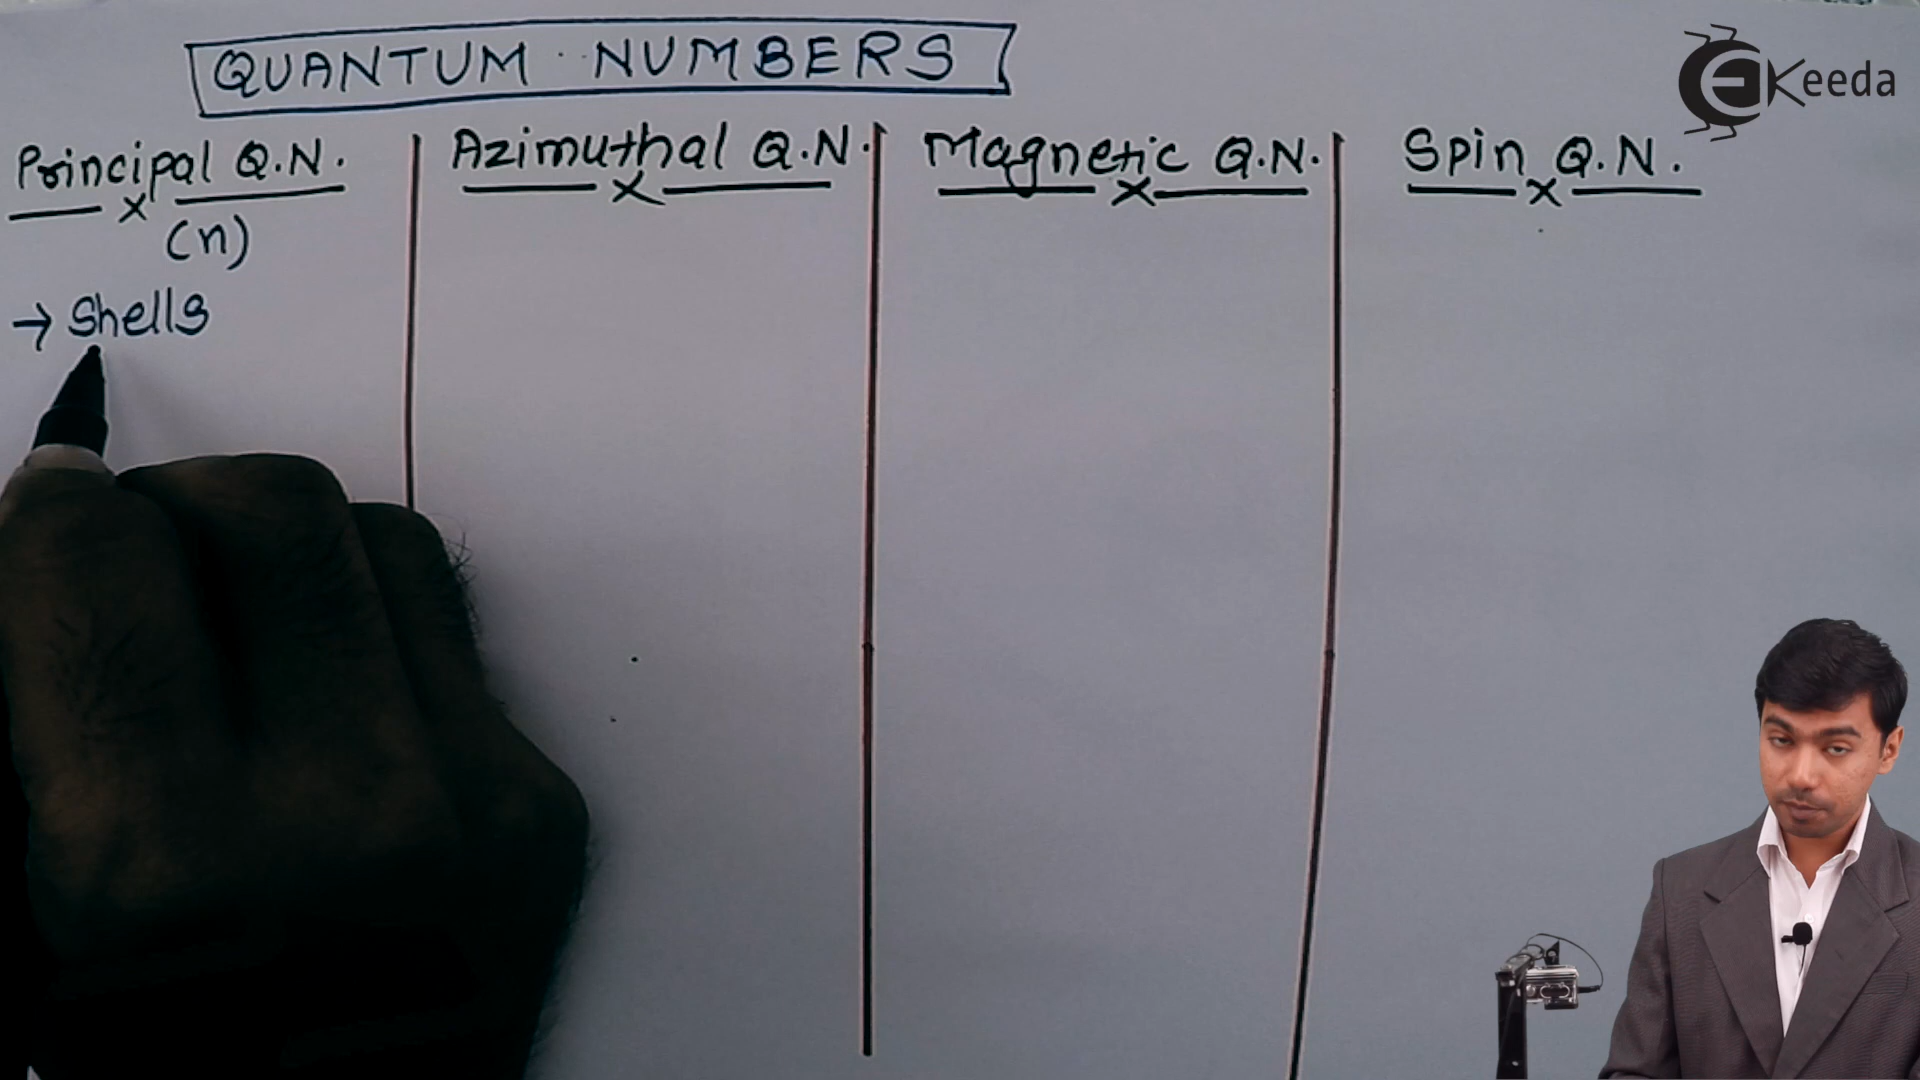 QUANTUM NUMBERS
Keeda
Principal Q.N.
(n)
→ Shells
Azimuthal Q.N.
Magnetic Q.N.
Spin Q.N.